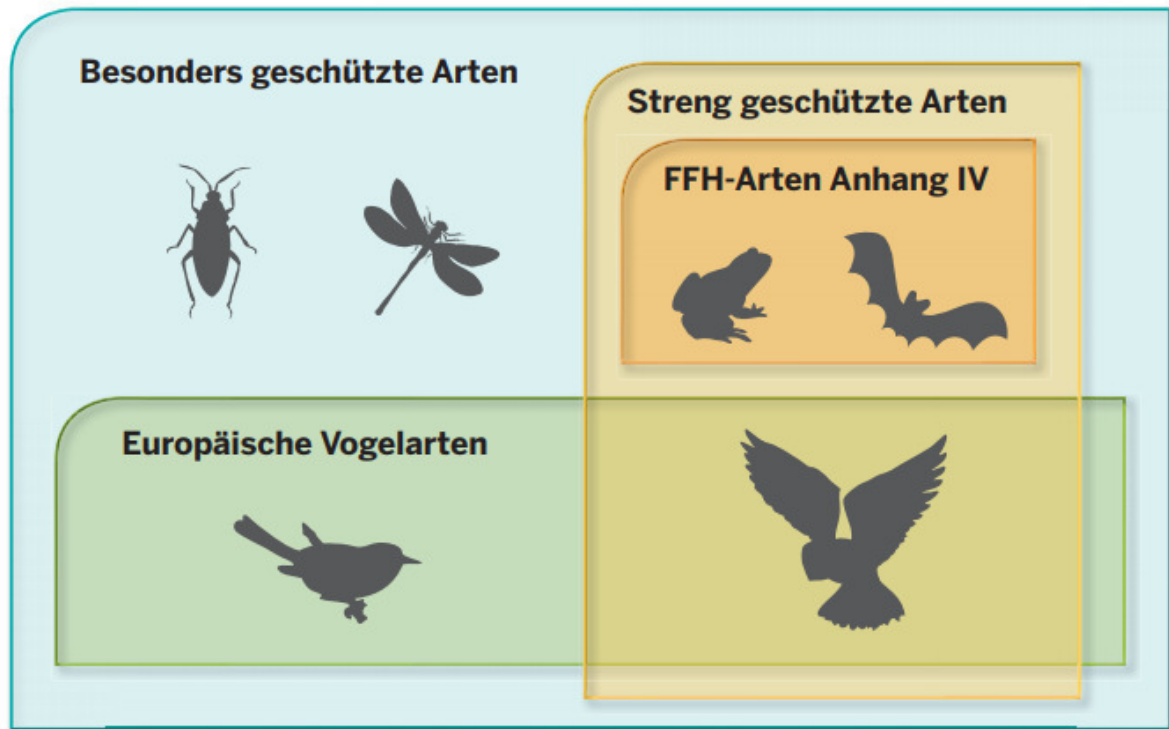 Besonders geschützte Arten
Streng geschützte Arten
FFH-Arten Anhang IV
Europäische Vogelarten